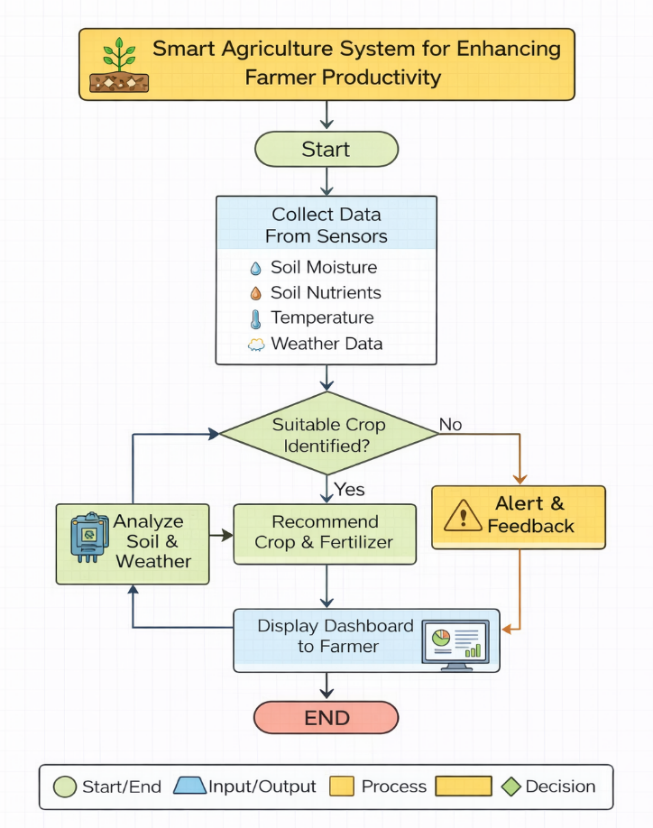 Smart Agriculture System for Enhancing
Farmer Productivity
Start
Collect Data
From Sensors
Soil Moisture
Soil Nutrients
Temperature
Weather Data
Suitable Crop
Identified?
No
Yes
Analyze
Soil &
Weather
Recommend
Crop & Fertilizer
Alert &
Feedback
Display Dashboard
to Farmer
END
Start/End Input/Output Process Decision